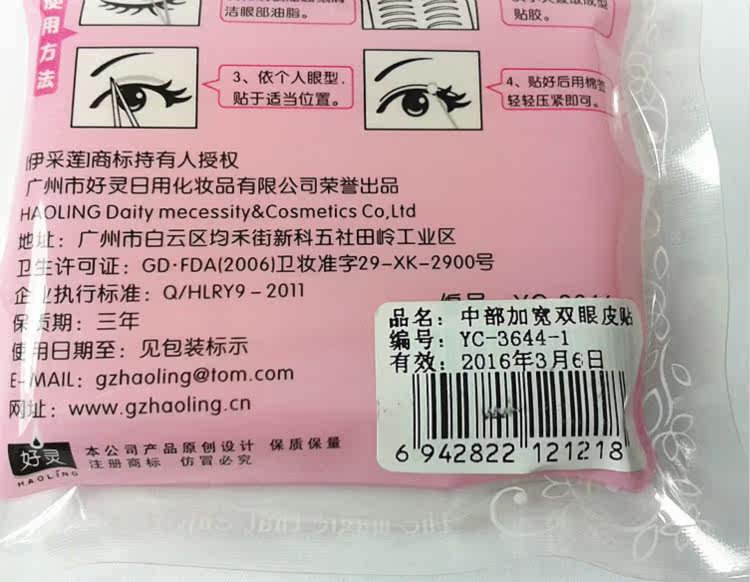 使用方法
洁眼部油脂。
贴胶。
3、依个人眼型，
贴于适当位置。
4、贴好后用棉签
轻轻压紧即可。
伊采莲商标持有人授权
广州市好灵日用化妆品有限公司荣誉出品
HAOLING Daity mecessity&Cosmetics Co,Ltd
地址：广州市白云区均禾街新科五社田岭工业区
卫生许可证：GD·FDA(2006)卫妆准字29-XK-2900号
企业执行标准：Q/HLRY9-2011
保质期：三年
使用日期至：见包装标示
E-MAIL：gzhaoling@tom.com
网址：www.gzhaoling.cn
品名：中部加宽双眼皮贴
编号：YC-3644-1
有效：2016年3月6日
6 942822 121218
好灵
HAOLING
本公司产品原创设计 保质保量
注册商标 仿冒必究